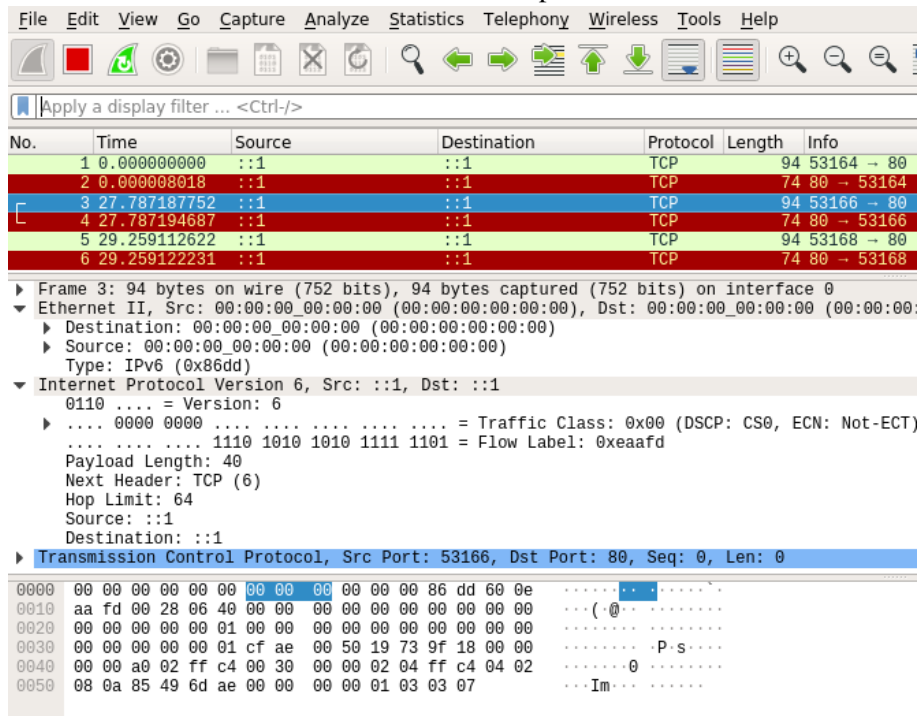 File Edit View Go Capture Analyze Statistics Telephony Wireless Tools Help
Apply a display filter ... <Ctrl-/>
No. Time Source Destination Protocol Length Info
1 0.000000000 ::1 ::1 TCP 94 53164 → 80
2 0.000008018 ::1 ::1 TCP 74 80 → 53164
3 27.787187752 ::1 ::1 TCP 94 53166 → 80
4 27.787194687 ::1 ::1 TCP 74 80 → 53166
5 29.259112622 ::1 ::1 TCP 94 53168 → 80
6 29.259122231 ::1 ::1 TCP 74 80 → 53168
Frame 3: 94 bytes on wire (752 bits), 94 bytes captured (752 bits) on interface 0
Ethernet II, Src: 00:00:00_00:00:00 (00:00:00:00:00:00), Dst: 00:00:00_00:00:00 (00:00:00:
Destination: 00:00:00_00:00:00 (00:00:00:00:00:00)
Source: 00:00:00_00:00:00 (00:00:00:00:00:00)
Type: IPv6 (0x86dd)
Internet Protocol Version 6, Src: ::1, Dst: ::1
0110 .... = Version: 6
.... 0000 0000 .... .... .... .... .... = Traffic Class: 0x00 (DSCP: CS0, ECN: Not-ECT)
.... .... .... 1110 1010 1010 1111 1101 = Flow Label: 0xeaafd
Payload Length: 40
Next Header: TCP (6)
Hop Limit: 64
Source: ::1
Destination: ::1
Transmission Control Protocol, Src Port: 53166, Dst Port: 80, Seq: 0, Len: 0
0000 00 00 00 00 00 00 00 00 00 00 00 00 86 dd 60 0e ········ ······`·
0010 aa fd 00 28 06 40 00 00 00 00 00 00 00 00 00 00 ···(·@·· ········
0020 00 00 00 00 00 01 00 00 00 00 00 00 00 00 00 00 ········ ········
0030 00 00 00 00 00 01 cf ae 00 50 19 73 9f 18 00 00 ········ ·P·s····
0040 00 00 a0 02 ff c4 00 30 00 00 02 04 ff c4 04 02 ·······0 ········
0050 08 0a 85 49 6d ae 00 00 00 00 01 03 03 07 ···Im··· ······